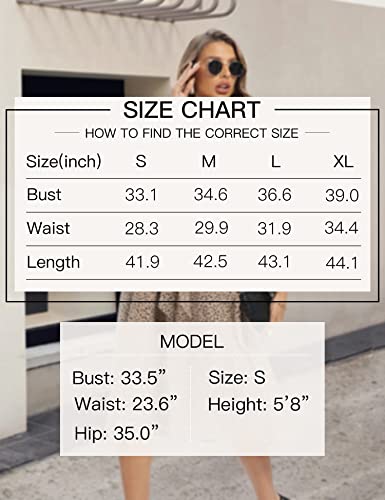 SIZE CHART
HOW TO FIND THE CORRECT SIZE
Size(inch) S M L XL
Bust 33.1 34.6 36.6 39.0
Waist 28.3 29.9 31.9 34.4
Length 41.9 42.5 43.1 44.1
MODEL
Bust: 33.5” Size: S
Waist: 23.6” Height: 5’8”
Hip: 35.0”